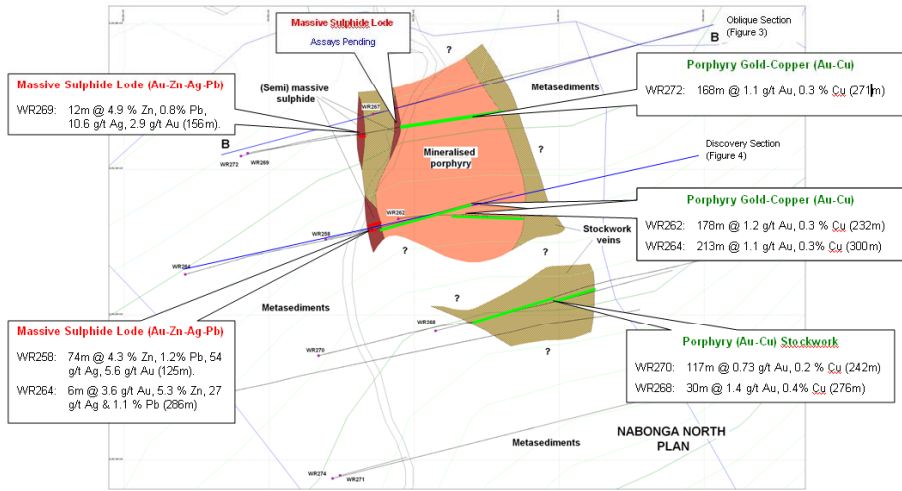 Massive Sulphide Lode
Assays Pending
Oblique Section
(Figure 3)
B
Massive Sulphide Lode (Au-Zn-Ag-Pb)
WR269: 12m @ 4.9 % Zn, 0.8% Pb,
10.6 g/t Ag, 2.9 g/t Au (156m).
(Semi) massive
sulphide
?
Metasediments
Porphyry Gold-Copper (Au-Cu)
WR272: 168m @ 1.1 g/t Au, 0.3 % Cu (271m)
WR267
B
WR272
WR269
Mineralised
porphyry
?
Discovery Section
(Figure 4)
Porphyry Gold-Copper (Au-Cu)
WR262: 178m @ 1.2 g/t Au, 0.3 % Cu (232m)
WR264: 213m @ 1.1 g/t Au, 0.3% Cu (300m)
WR262
WR258
Stockwork
veins
?
?
WR264
Metasediments
?
?
Massive Sulphide Lode (Au-Zn-Ag-Pb)
WR258: 74m @ 4.3 % Zn, 1.2% Pb, 54
g/t Ag, 5.6 g/t Au (125m).
WR264: 6m @ 3.6 g/t Au, 5.3 % Zn, 27
g/t Ag & 1.1 % Pb (286m)
WR268
WR270
?
?
Porphyry (Au-Cu) Stockwork
WR270: 117m @ 0.73 g/t Au, 0.2 % Cu (242m)
WR268: 30m @ 1.4 g/t Au, 0.4% Cu (276m)
NABONGA NORTH
PLAN
Metasediments
WR274
WR271